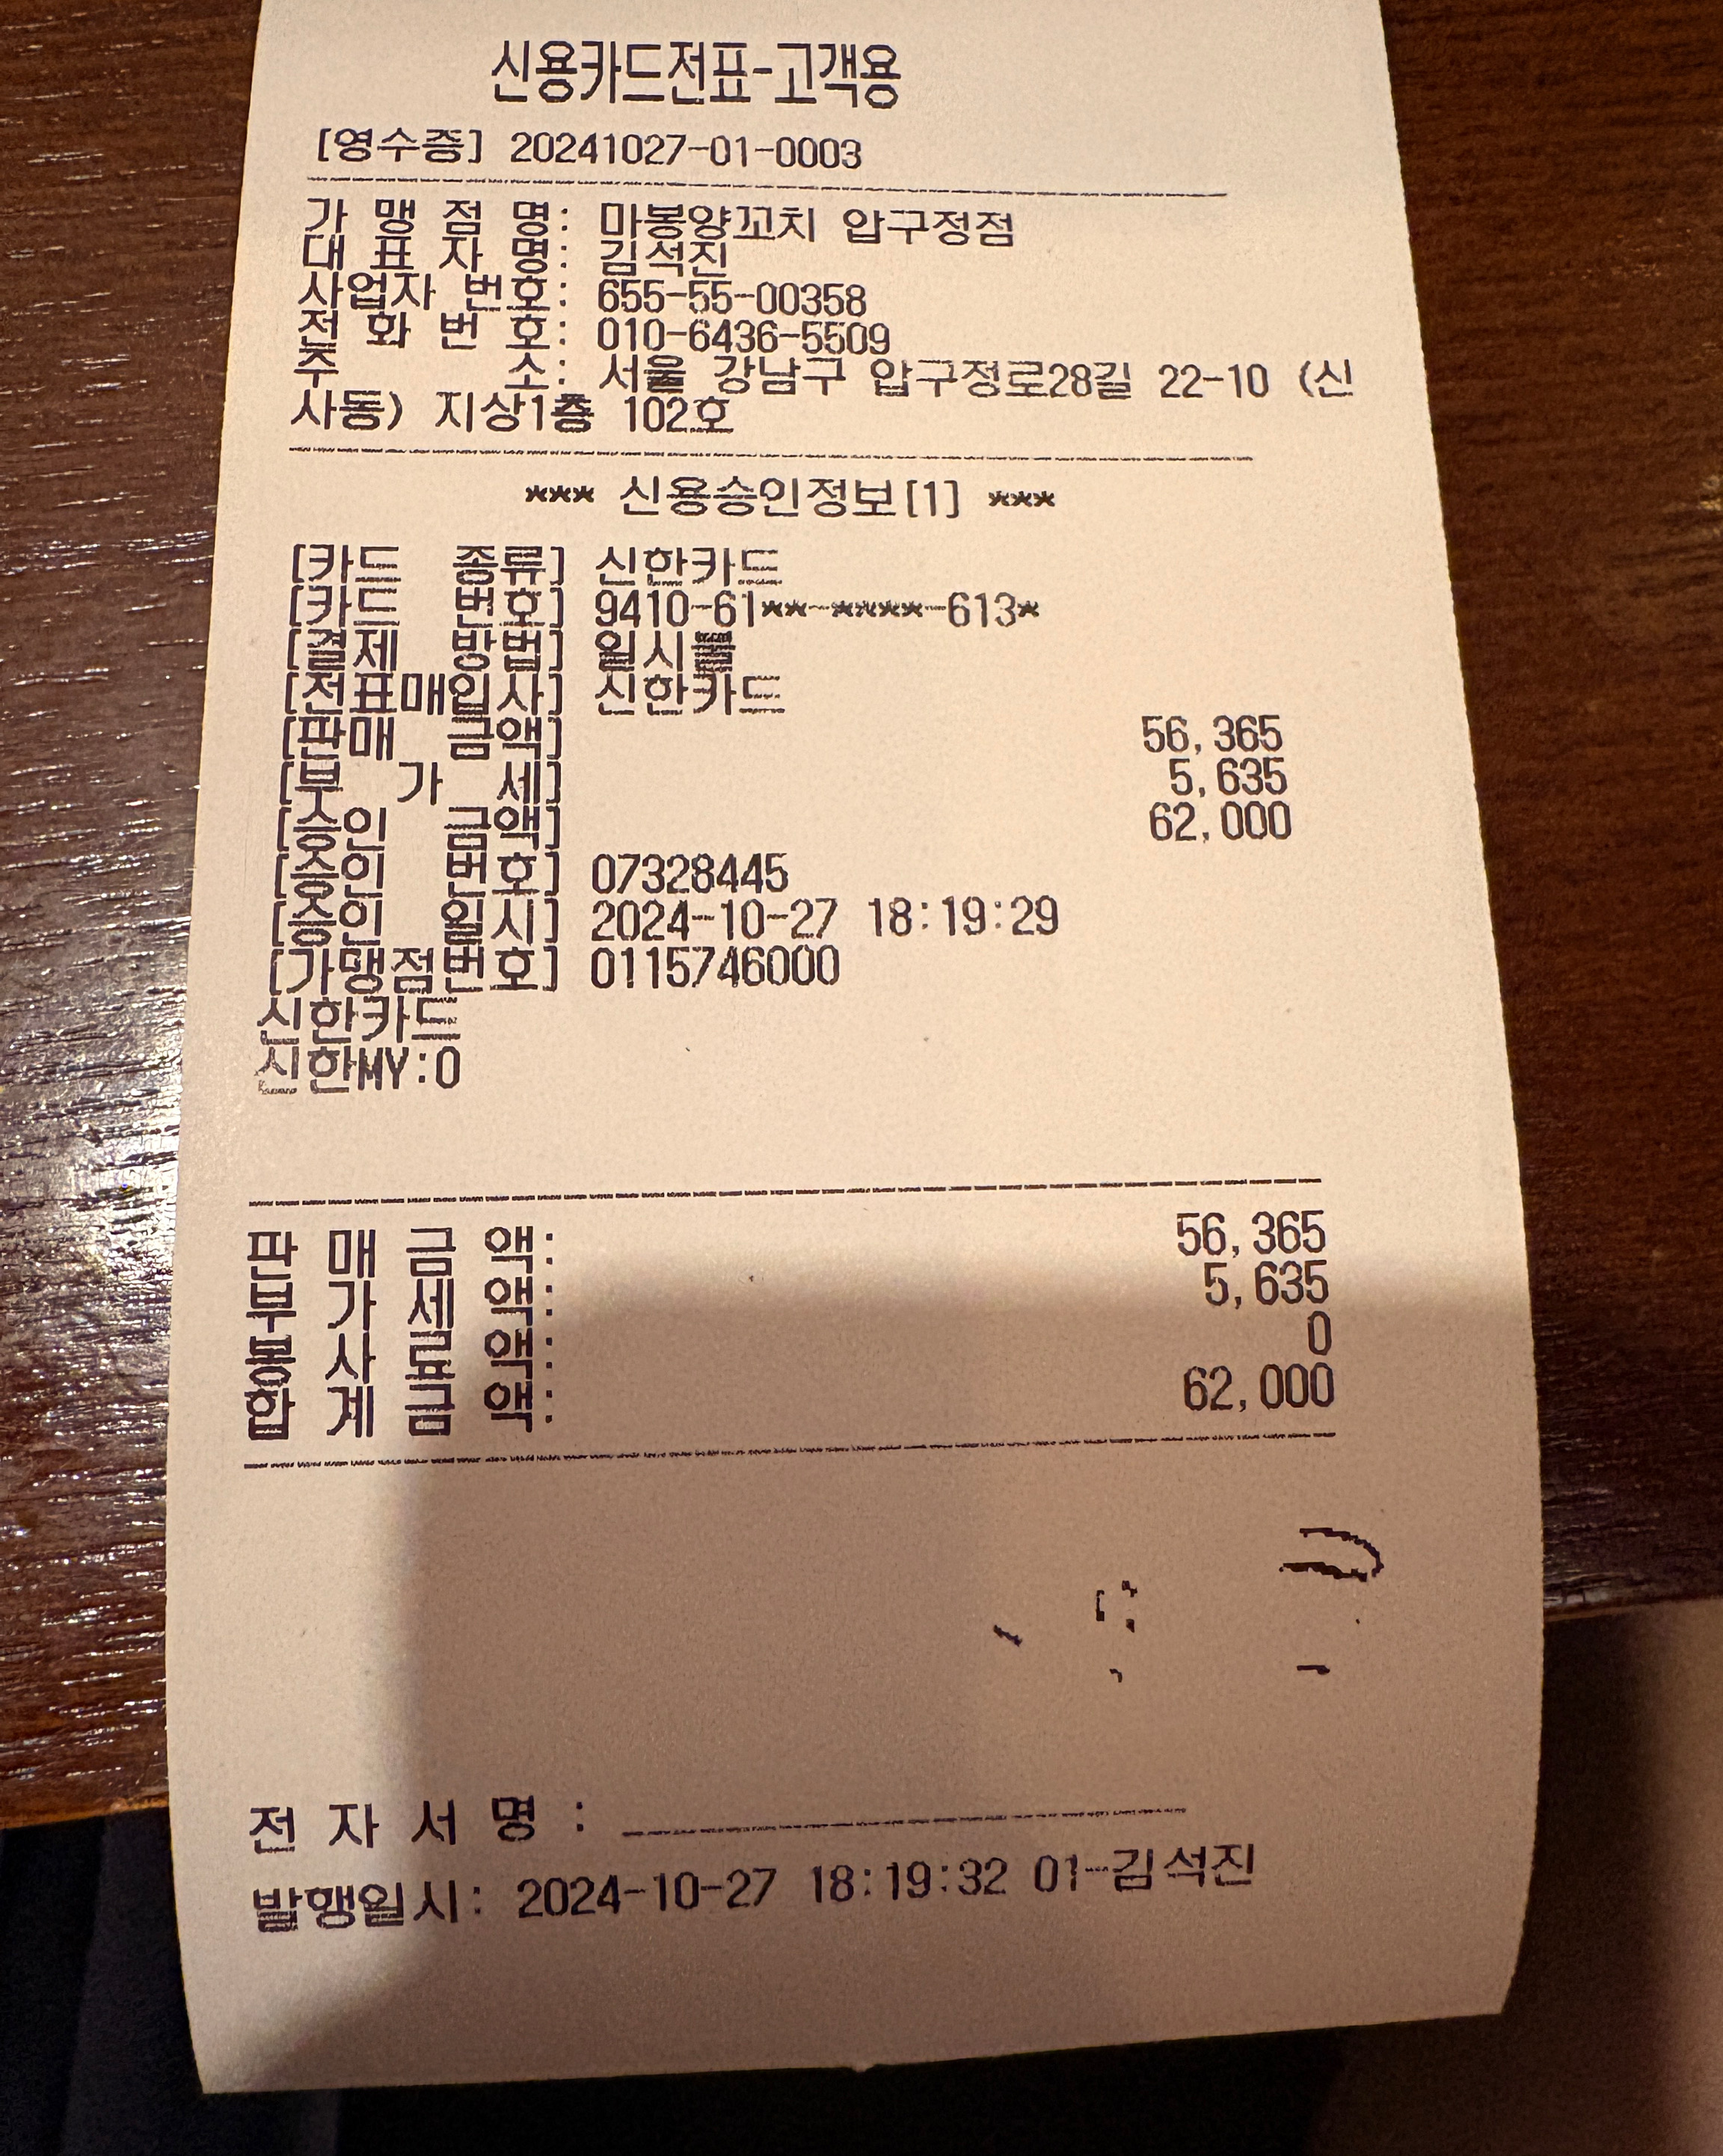 신용카드전표-고객용
[영수증] 20241027-01-0003
가 맹 점 명: 마봉양꼬치 압구정점
대 표 자 명: 김석진
사업자 번호: 655-55-00358
전 화 번 호: 010-6436-5509
주 소: 서울 강남구 압구정로28길 22-10 (신
사동) 지상1층 102호
*** 신용승인정보[1] ***
[카드 종류] 신한카드
[카드 번호] 9410-61**-****-613*
[결제 방법] 일시불
[전표매입사] 신한카드
[판매 금액] 56,365
[부 가 세] 5,635
[승인 금액] 62,000
[승인 번호] 07328445
[승인 일시] 2024-10-27 18:19:29
[가맹점번호] 0115746000
신한카드
신한MY:0
판 매 금 액: 56,365
부 가 세 액: 5,635
봉 사 료 액: 0
합 계 금 액: 62,000
전 자 서 명 :
발행일시: 2024-10-27 18:19:32 01-김석진